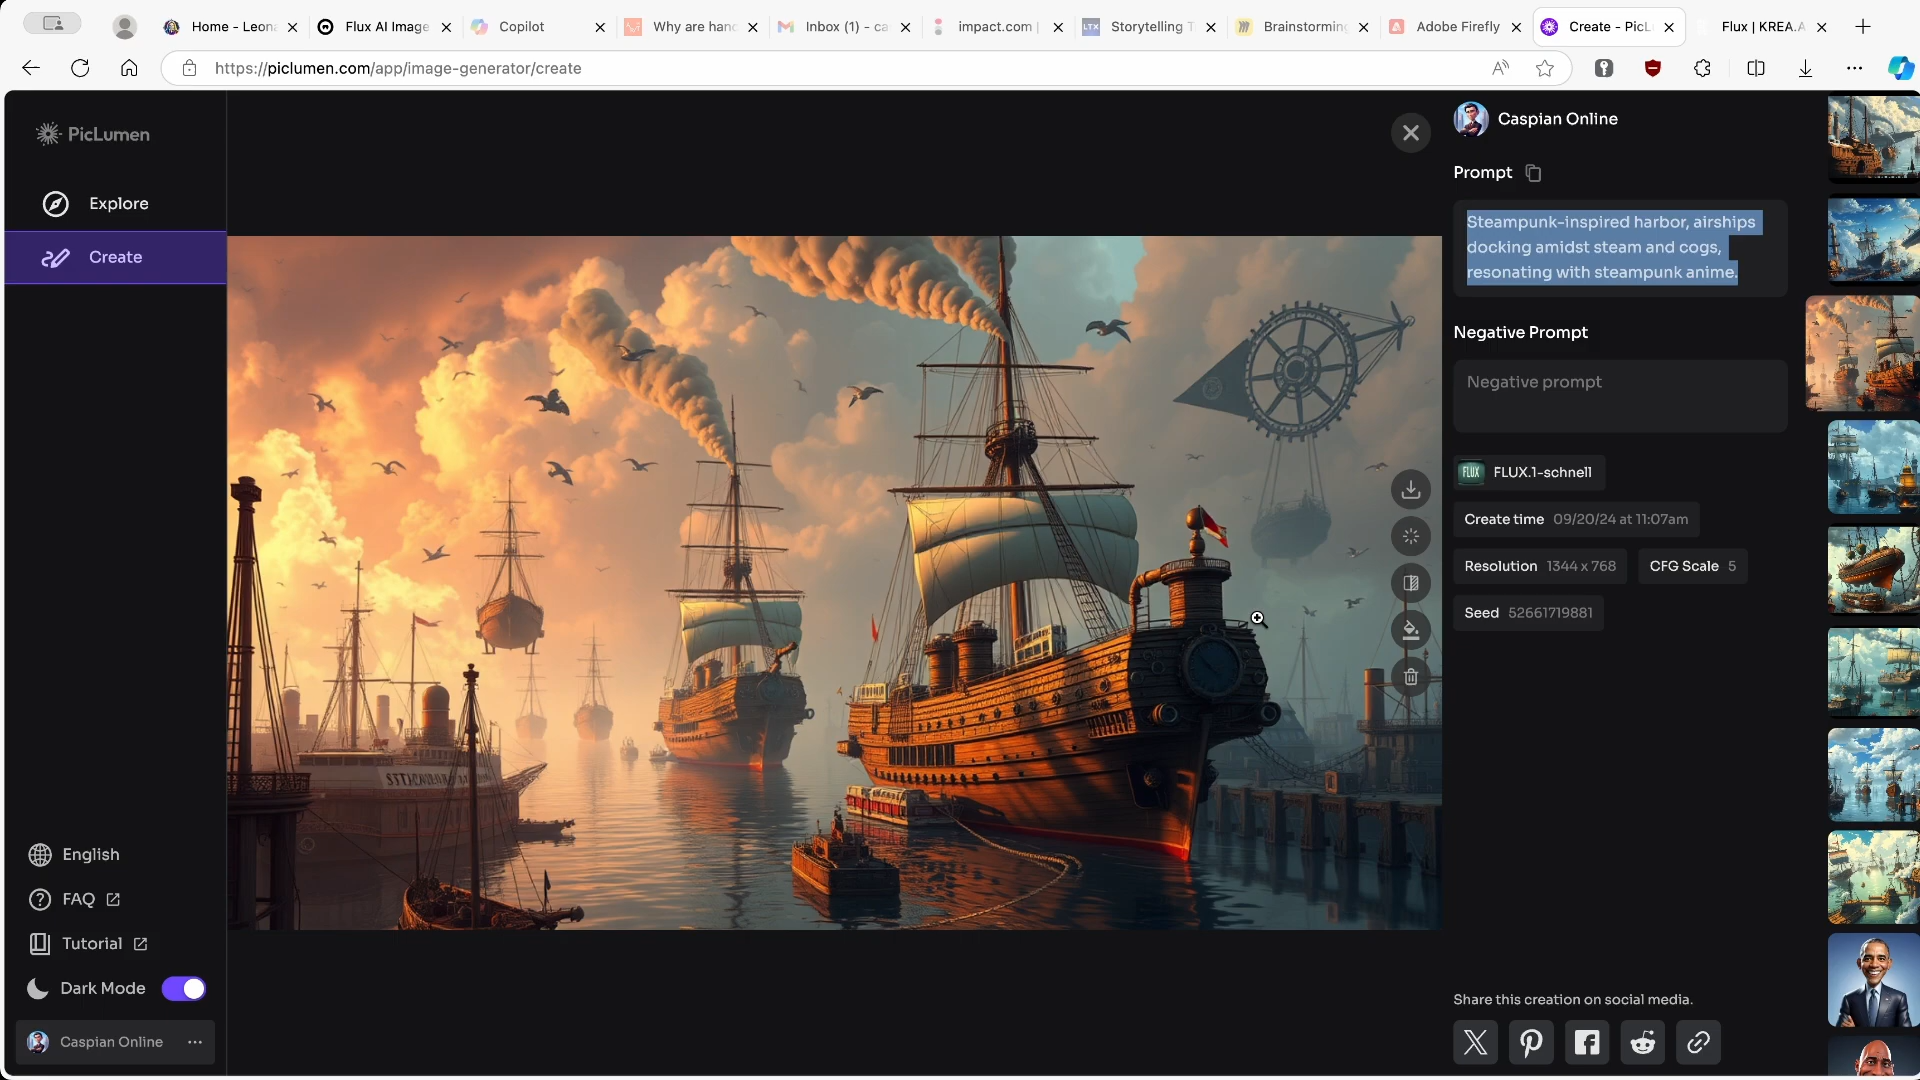 Home - Leona
Flux AI Image
Copilot
Why are hand
Inbox (1) - ca
impact.com |
LTX
Storytelling T
Brainstorming
Adobe Firefly
Create - PicL
Flux | KREA.A
https://piclumen.com/app/image-generator/create
PicLumen
Explore
Create
English
FAQ
Tutorial
Dark Mode
Caspian Online
Caspian Online
Prompt
Steampunk-inspired harbor, airships
docking amidst steam and cogs,
resonating with steampunk anime.
Negative Prompt
Negative prompt
FLUX
FLUX.1-schnell
Create time 09/20/24 at 11:07am
Resolution 1344 x 768
CFG Scale 5
Seed 52661719881
Share this creation on social media.